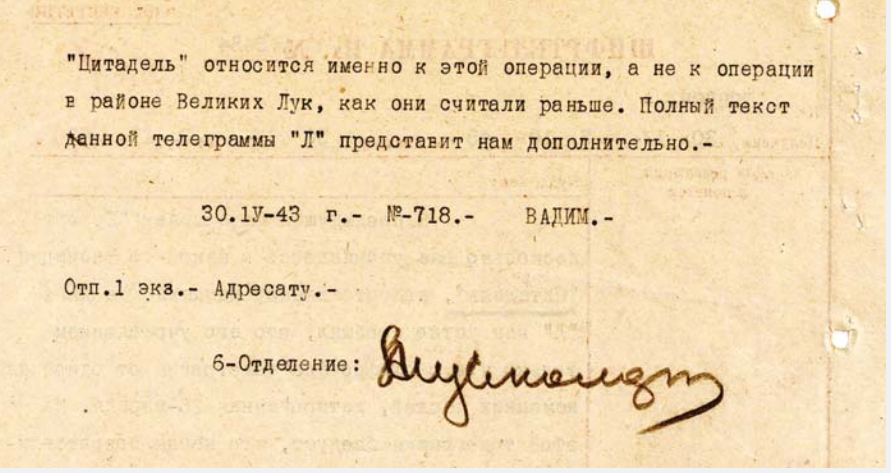 "Цитадель" относится именно к этой операции, а не к операции
в районе Великих Лук, как они считали раньше. Полный текст
данной телеграммы "Л" представит нам дополнительно.-
30.1У-43 г.- №-718.- ВАДИМ.-
Отп.1 экз.- Адресату.-
6-Отделение: